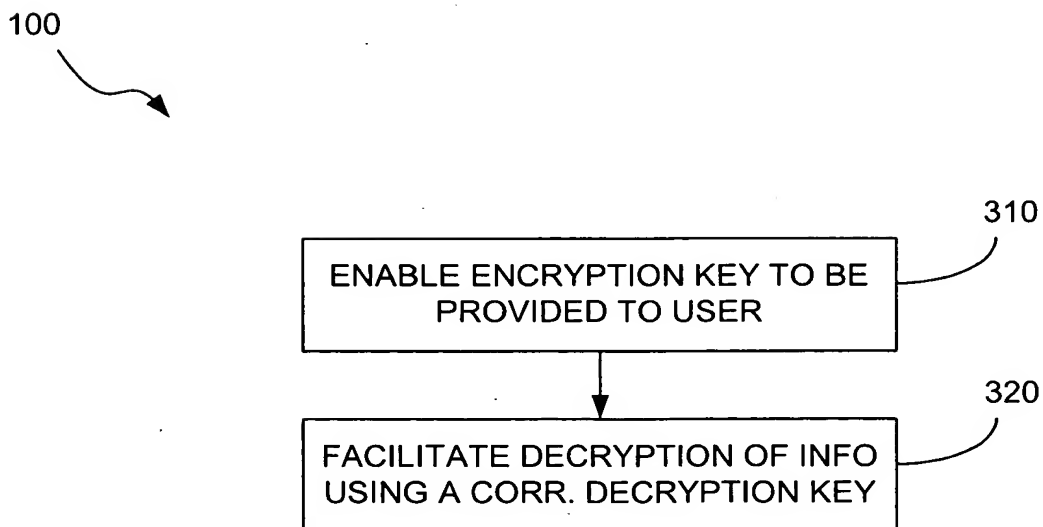 100
310
ENABLE ENCRYPTION KEY TO BE
PROVIDED TO USER
320
FACILITATE DECRYPTION OF INFO
USING A CORR. DECRYPTION KEY